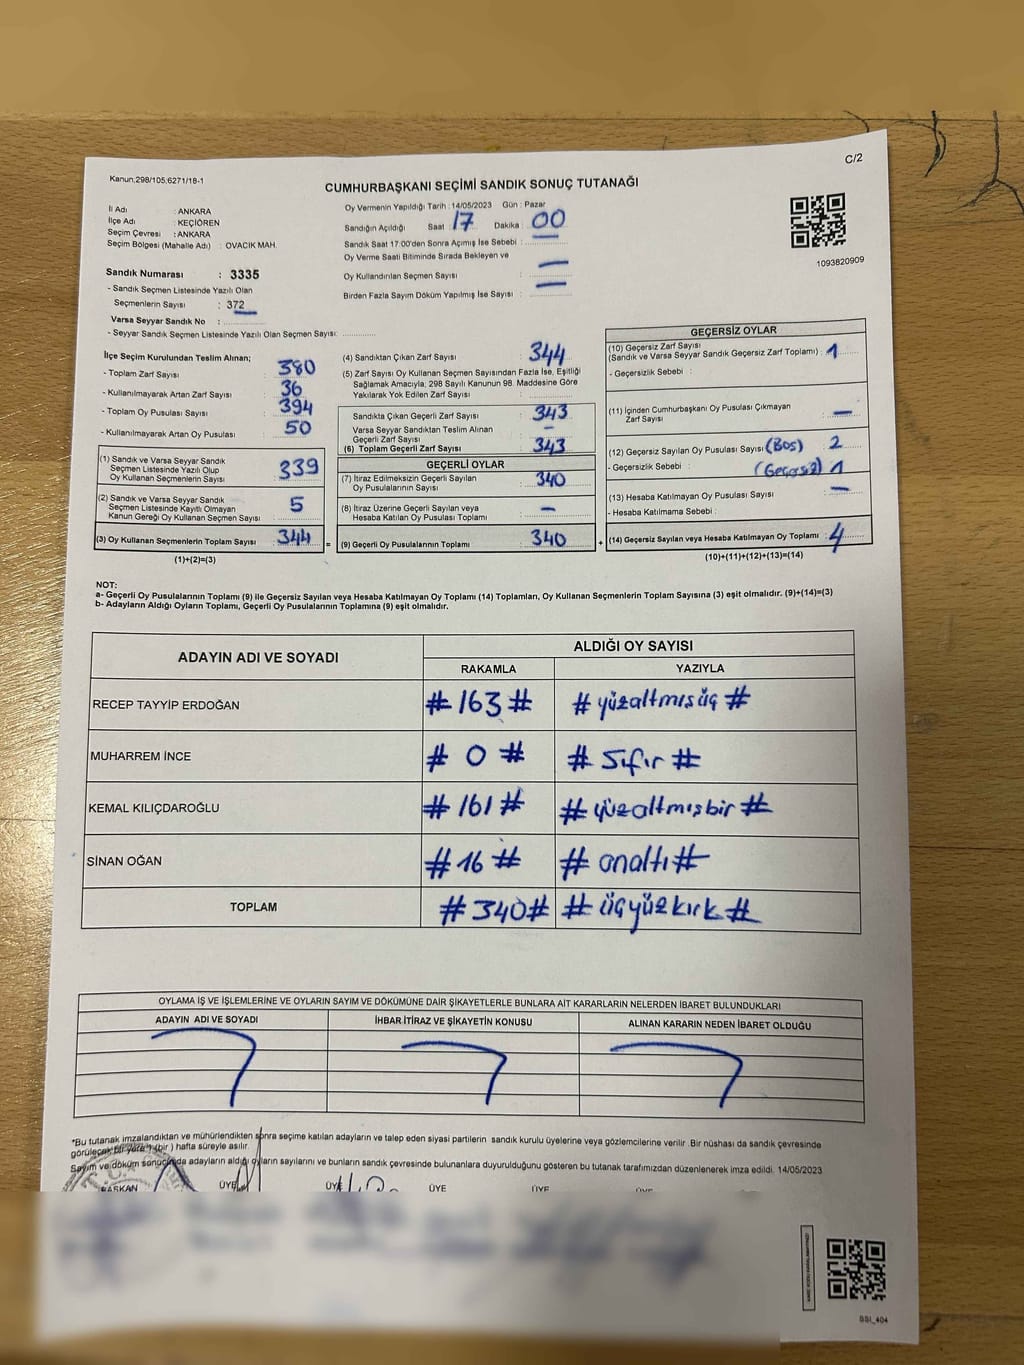 C/2
Kanun,298/105;6271/18-1
CUMHURBAŞKANI SEÇİMİ SANDIK SONUÇ TUTANAĞI
İl Adı : ANKARA
İlçe Adı : KEÇİÖREN
Seçim Çevresi : ANKARA
Seçim Bölgesi (Mahalle Adı) : OVACIK MAH.
Oy Vermenin Yapıldığı Tarih : 14/05/2023 Gün : Pazar
Sandığın Açıldığı Saat : 17 Dakika : 00
Sandık Saat 17:00'den Sonra Açımış İse Sebebi :
Oy Verme Saati Bitiminde Sırada Bekleyen ve
Oy Kullandırılan Seçmen Sayısı : —
Birden Fazla Sayım Döküm Yapılmış İse Sayısı : —
1093820909
Sandık Numarası : 3335
- Sandık Seçmen Listesinde Yazılı Olan
Seçmenlerin Sayısı : 372
Varsa Seyyar Sandık No :
- Seyyar Sandık Seçmen Listesinde Yazılı Olan Seçmen Sayısı:
İlçe Seçim Kurulundan Teslim Alınan;
- Toplam Zarf Sayısı : 380
- Kullanılmayarak Artan Zarf Sayısı : 36
- Toplam Oy Pusulası Sayısı : 394
- Kullanılmayarak Artan Oy Pusulası : 50
(1) Sandık ve Varsa Seyyar Sandık
Seçmen Listesinde Yazılı Olup
Oy Kullanan Seçmenlerin Sayısı : 339
(2) Sandık ve Varsa Seyyar Sandık
Seçmen Listesinde Kayıtlı Olmayan
Kanun Gereği Oy Kullanan Seçmen Sayısı : 5
(3) Oy Kullanan Seçmenlerin Toplam Sayısı : 344
(1)+(2)=(3)
=
(4) Sandıktan Çıkan Zarf Sayısı : 344
(5) Zarf Sayısı Oy Kullanan Seçmen Sayısından Fazla İse, Eşitliği
Sağlamak Amacıyla, 298 Sayılı Kanunun 98. Maddesine Göre
Yakılarak Yok Edilen Zarf Sayısı :
Sandıkta Çıkan Geçerli Zarf Sayısı : 343
Varsa Seyyar Sandıktan Teslim Alınan
Geçerli Zarf Sayısı : —
(6) Toplam Geçerli Zarf Sayısı : 343
GEÇERLİ OYLAR
(7) İtiraz Edilmeksizin Geçerli Sayılan
Oy Pusulalarının Sayısı : 340
(8) İtiraz Üzerine Geçerli Sayılan veya
Hesaba Katılan Oy Pusulası Toplamı : —
(9) Geçerli Oy Pusulalarının Toplamı : 340
+
GEÇERSİZ OYLAR
(10) Geçersiz Zarf Sayısı
(Sandık ve Varsa Seyyar Sandık Geçersiz Zarf Toplamı) : 1
- Geçersizlik Sebebi :
(11) İçinden Cumhurbaşkanı Oy Pusulası Çıkmayan
Zarf Sayısı : —
(12) Geçersiz Sayılan Oy Pusulası Sayısı : (Boş) 2
- Geçersizlik Sebebi : (Geçersiz) 1
(13) Hesaba Katılmayan Oy Pusulası Sayısı : —
- Hesaba Katılmama Sebebi :
(14) Geçersiz Sayılan veya Hesaba Katılmayan Oy Toplamı : 4
(10)+(11)+(12)+(13)=(14)
NOT:
a- Geçerli Oy Pusulalarının Toplamı (9) ile Geçersiz Sayılan veya Hesaba Katılmayan Oy Toplamı (14) Toplamları, Oy Kullanan Seçmenlerin Toplam Sayısına (3) eşit olmalıdır. (9)+(14)=(3)
b- Adayların Aldığı Oyların Toplamı, Geçerli Oy Pusulalarının Toplamına (9) eşit olmalıdır.
ADAYIN ADI VE SOYADI
ALDIĞI OY SAYISI
RAKAMLA YAZIYLA
RECEP TAYYİP ERDOĞAN # 163 # # yüzaltmışüç #
MUHARREM İNCE # 0 # # Sıfır #
KEMAL KILIÇDAROĞLU # 161 # # yüzaltmışbir #
SİNAN OĞAN # 16 # # onaltı #
TOPLAM # 340 # # üçyüzkırk #
OYLAMA İŞ VE İŞLEMLERİNE VE OYLARIN SAYIM VE DÖKÜMÜNE DAİR ŞİKAYETLERLE BUNLARA AİT KARARLARIN NELERDEN İBARET BULUNDUKLARI
ADAYIN ADI VE SOYADI İHBAR İTİRAZ VE ŞİKAYETİN KONUSU ALINAN KARARIN NEDEN İBARET OLDUĞU
*Bu tutanak imzalandıktan ve mühürlendikten sonra seçime katılan adayların ve talep eden siyasi partilerin sandık kurulu üyelerine veya gözlemcilerine verilir. Bir nüshası da sandık çevresinde
görülecek bir yere 1 (bir ) hafta süreyle asılır.
Sayım ve döküm sonucunda adayların aldığı oyların sayılarını ve bunların sandık çevresinde bulunanlara duyurulduğunu gösteren bu tutanak tarafımızdan düzenlenerek imza edildi. 14/05/2023
BAŞKAN ÜYE ÜYE ÜYE ÜYE ÜYE
BSI_404